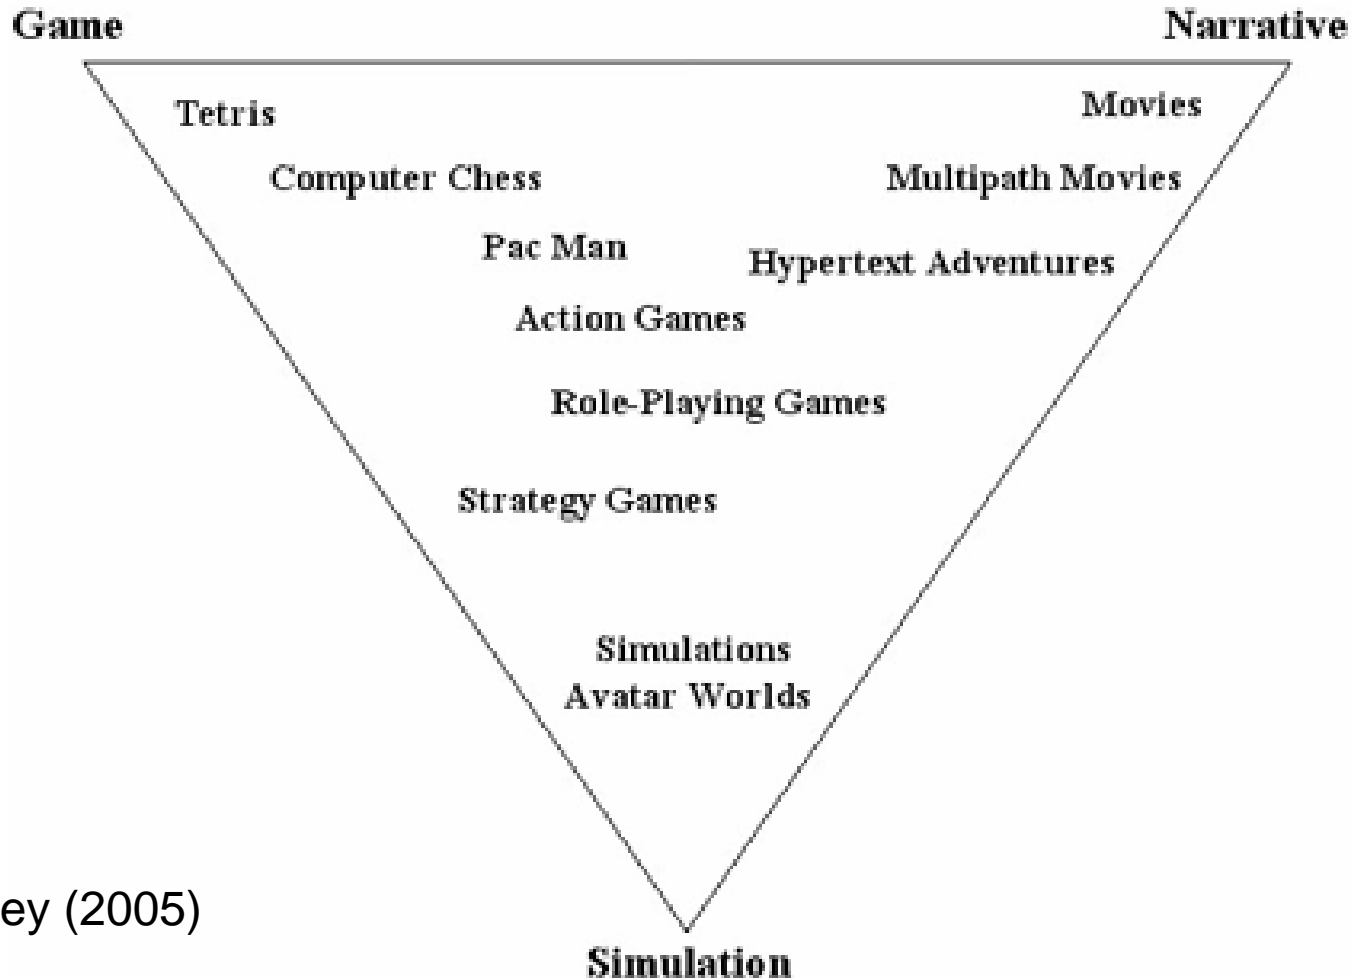 Game
Narrative
Tetris
Movies
Computer Chess
Multipath Movies
Pac Man
Hypertext Adventures
Action Games
Role-Playing Games
Strategy Games
Simulations
Avatar Worlds
ey (2005)
Simulation